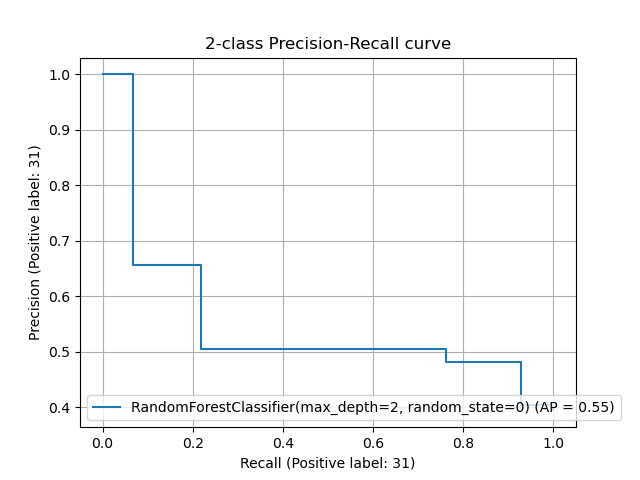 2-class Precision-Recall curve
1.0
0.9
0.8
0.7
0.6
0.5
0.4
Precision (Positive label: 31)
RandomForestClassifier(max_depth=2, random_state=0) (AP = 0.55)
0.0 0.2 0.4 0.6 0.8 1.0
Recall (Positive label: 31)